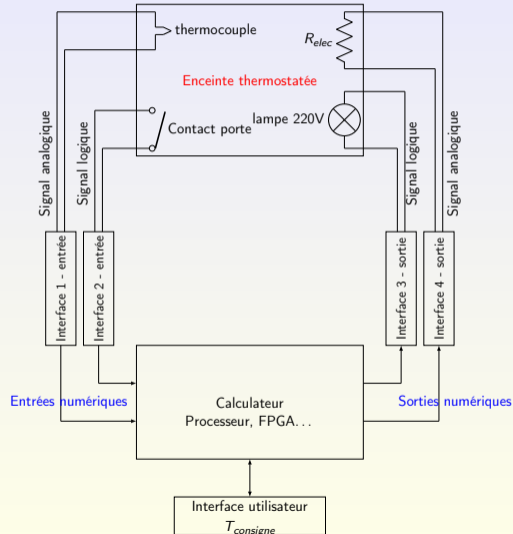 thermocouple
R_elec
Enceinte thermostatée
lampe 220V
Contact porte
Signal analogique
Signal logique
Signal logique
Signal analogique
Interface 1 - entrée
Interface 2 - entrée
Interface 3 - sortie
Interface 4 - sortie
Entrées numériques
Calculateur
Processeur, FPGA...
Sorties numériques
Interface utilisateur
T_consigne